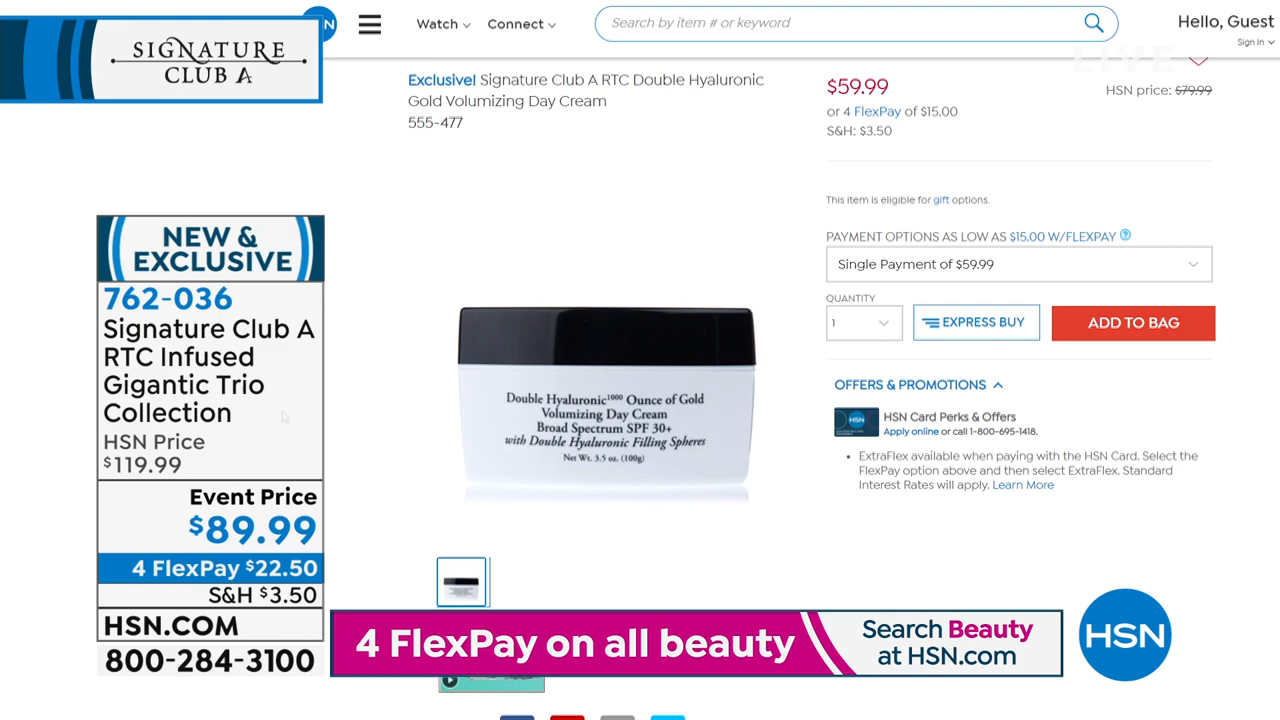 SIGNATURE
CLUB A
HSN
Watch
Connect
Search by item # or keyword
Hello, Guest
Sign In
LIVE
Exclusive! Signature Club A RTC Double Hyaluronic
Gold Volumizing Day Cream
555-477
$59.99
HSN price: $79.99
or 4 FlexPay of $15.00
S&H: $3.50
This item is eligible for gift options.
PAYMENT OPTIONS AS LOW AS $15.00 W/FLEXPAY ?
Single Payment of $59.99
QUANTITY
1
EXPRESS BUY
ADD TO BAG
OFFERS & PROMOTIONS
HSN
HSN Card Perks & Offers
Apply online or call 1-800-695-1418.
• ExtraFlex available when paying with the HSN Card. Select the
FlexPay option above and then select ExtraFlex. Standard
Interest Rates will apply. Learn More
Double Hyaluronic1000 Ounce of Gold
Volumizing Day Cream
Broad Spectrum SPF 30+
with Double Hyaluronic Filling Spheres
Net Wt. 3.5 oz. (100g)
NEW &
EXCLUSIVE
762-036
Signature Club A
RTC Infused
Gigantic Trio
Collection
HSN Price
$119.99
Event Price
$89.99
4 FlexPay $22.50
S&H $3.50
HSN.COM
800-284-3100
4 FlexPay on all beauty
Search Beauty
at HSN.com
HSN